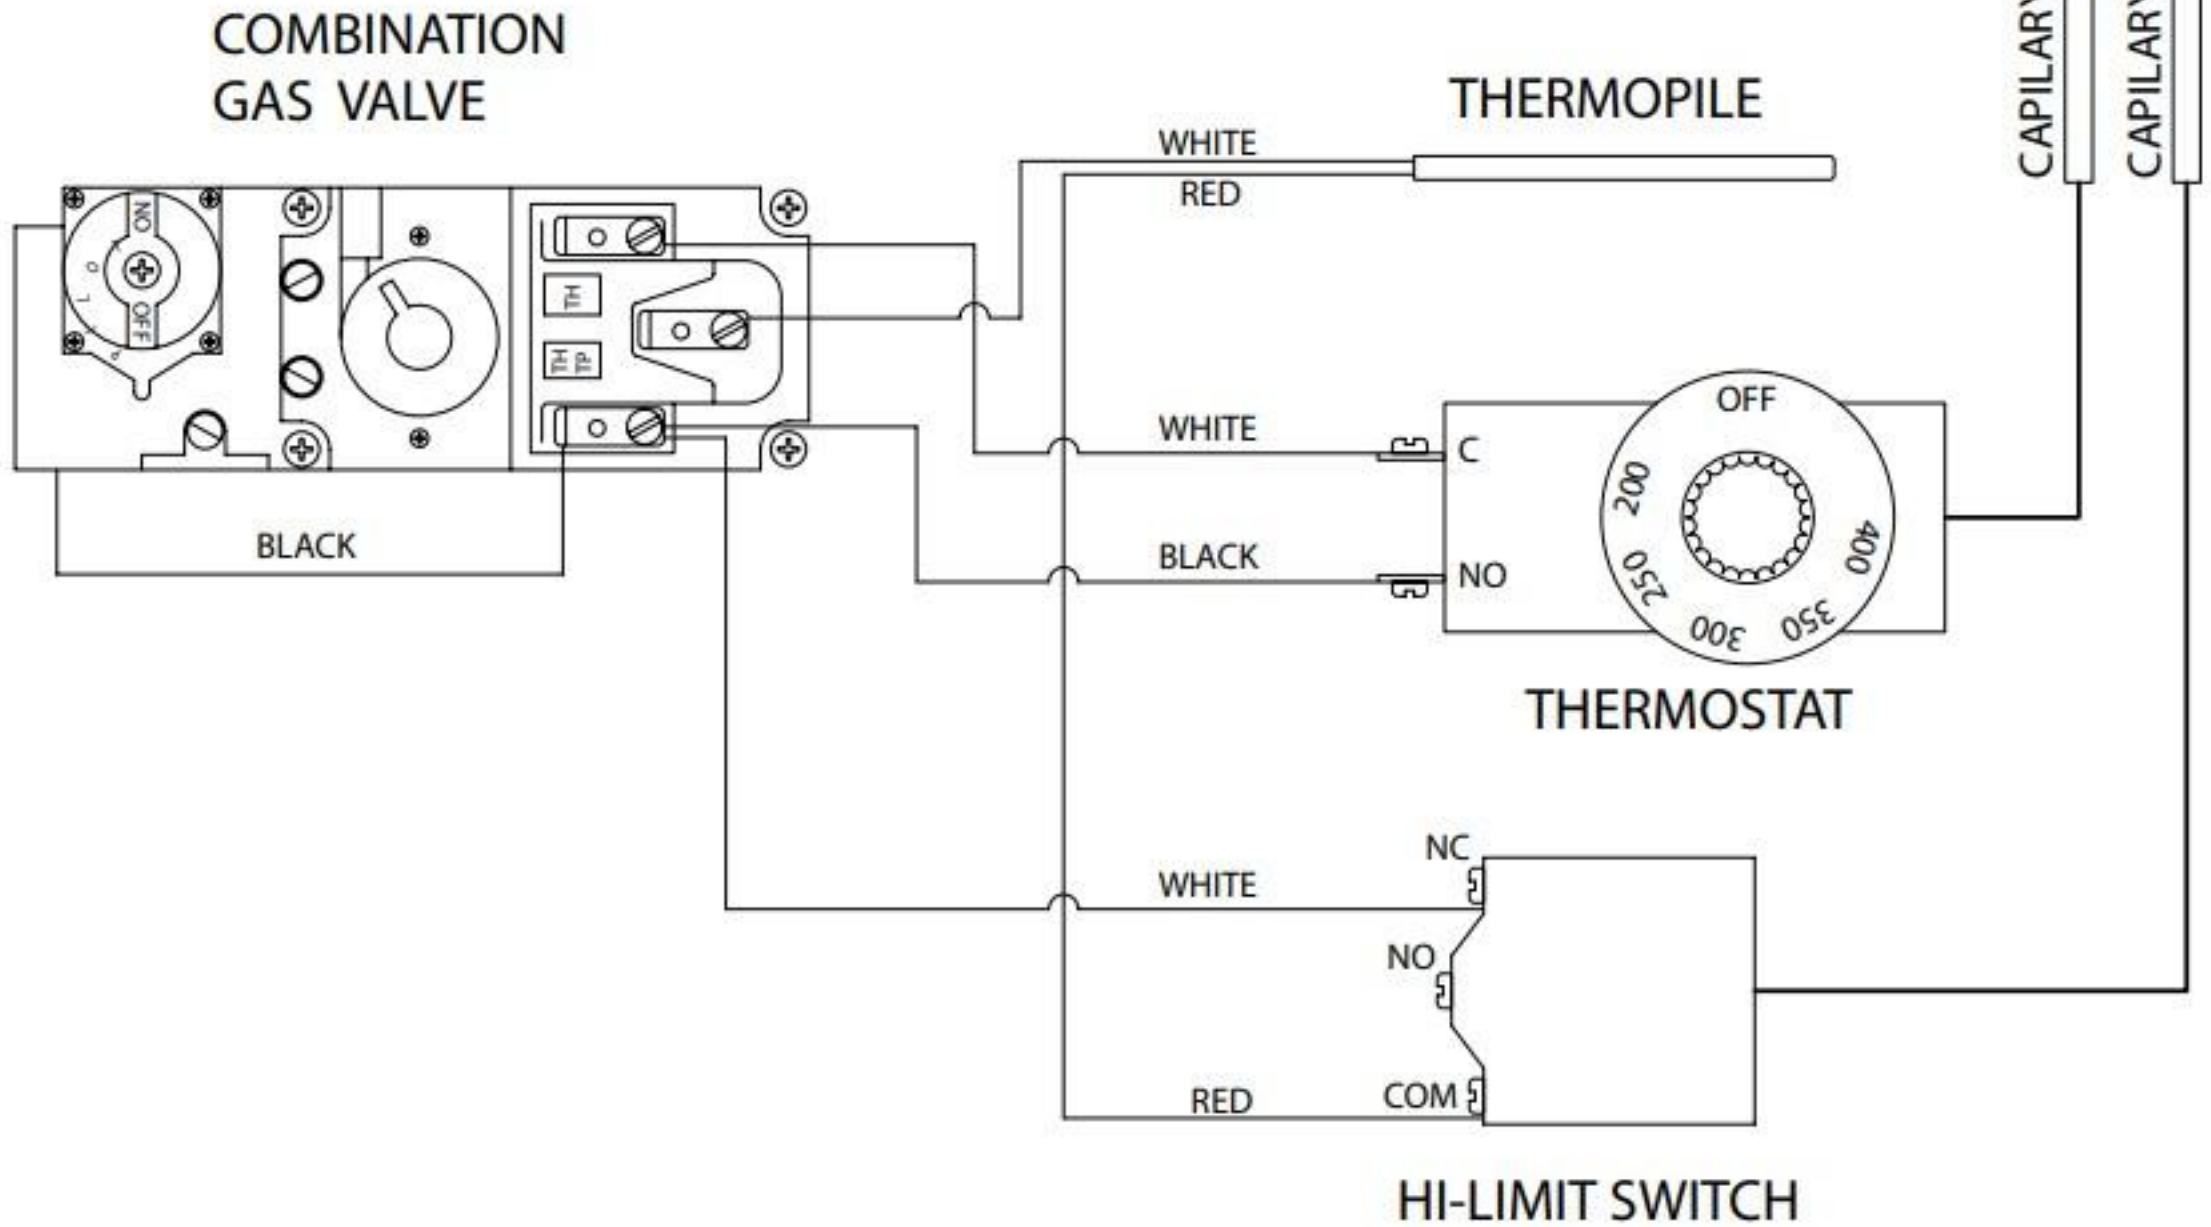 COMBINATION
GAS VALVE
THERMOPILE
CAPILARY
CAPILARY
WHITE
RED
NO
OFF
TH
TH
TP
WHITE
C
BLACK
NO
BLACK
OFF
200
250
300
350
400
THERMOSTAT
NC
WHITE
NO
RED
COM
HI-LIMIT SWITCH